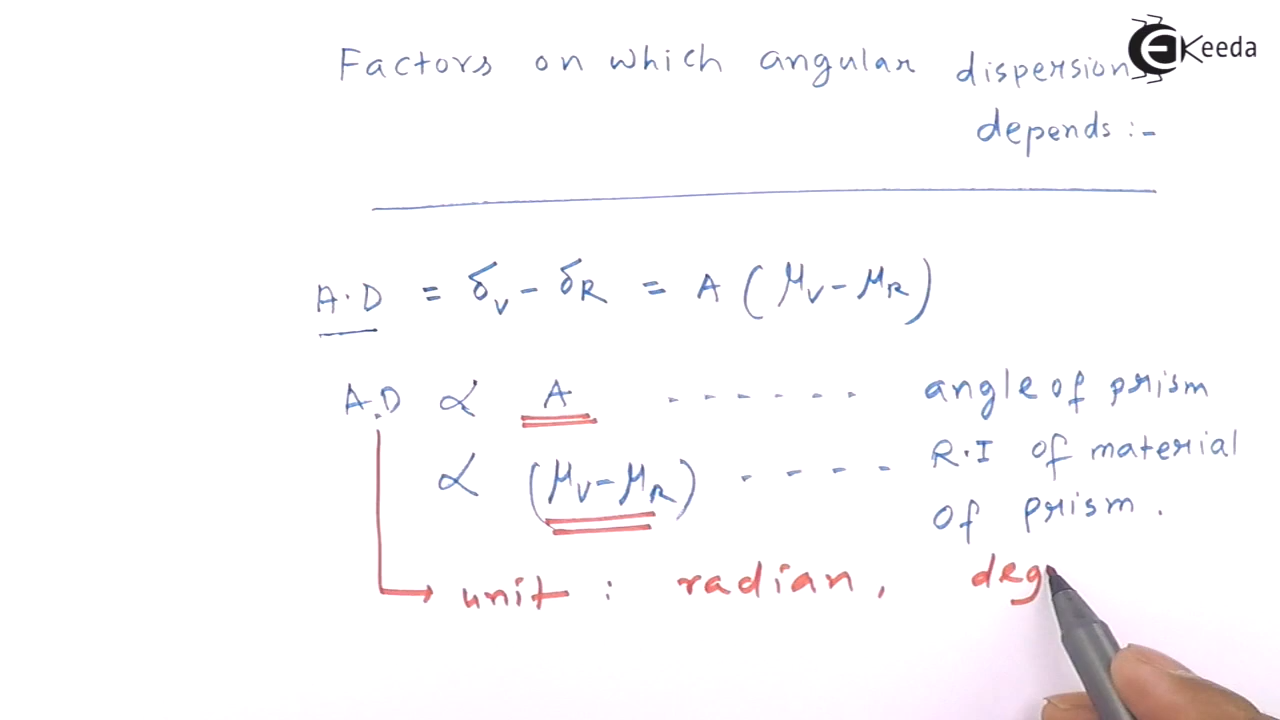 Factors on which angular dispersion
Keeda
depends :-
A.D = δV - δR = A (μV - μR)
A.D ∝ A ------ angle of prism
∝ (μV - μR) ---- R.I of material
of prism.
unit : radian, deg